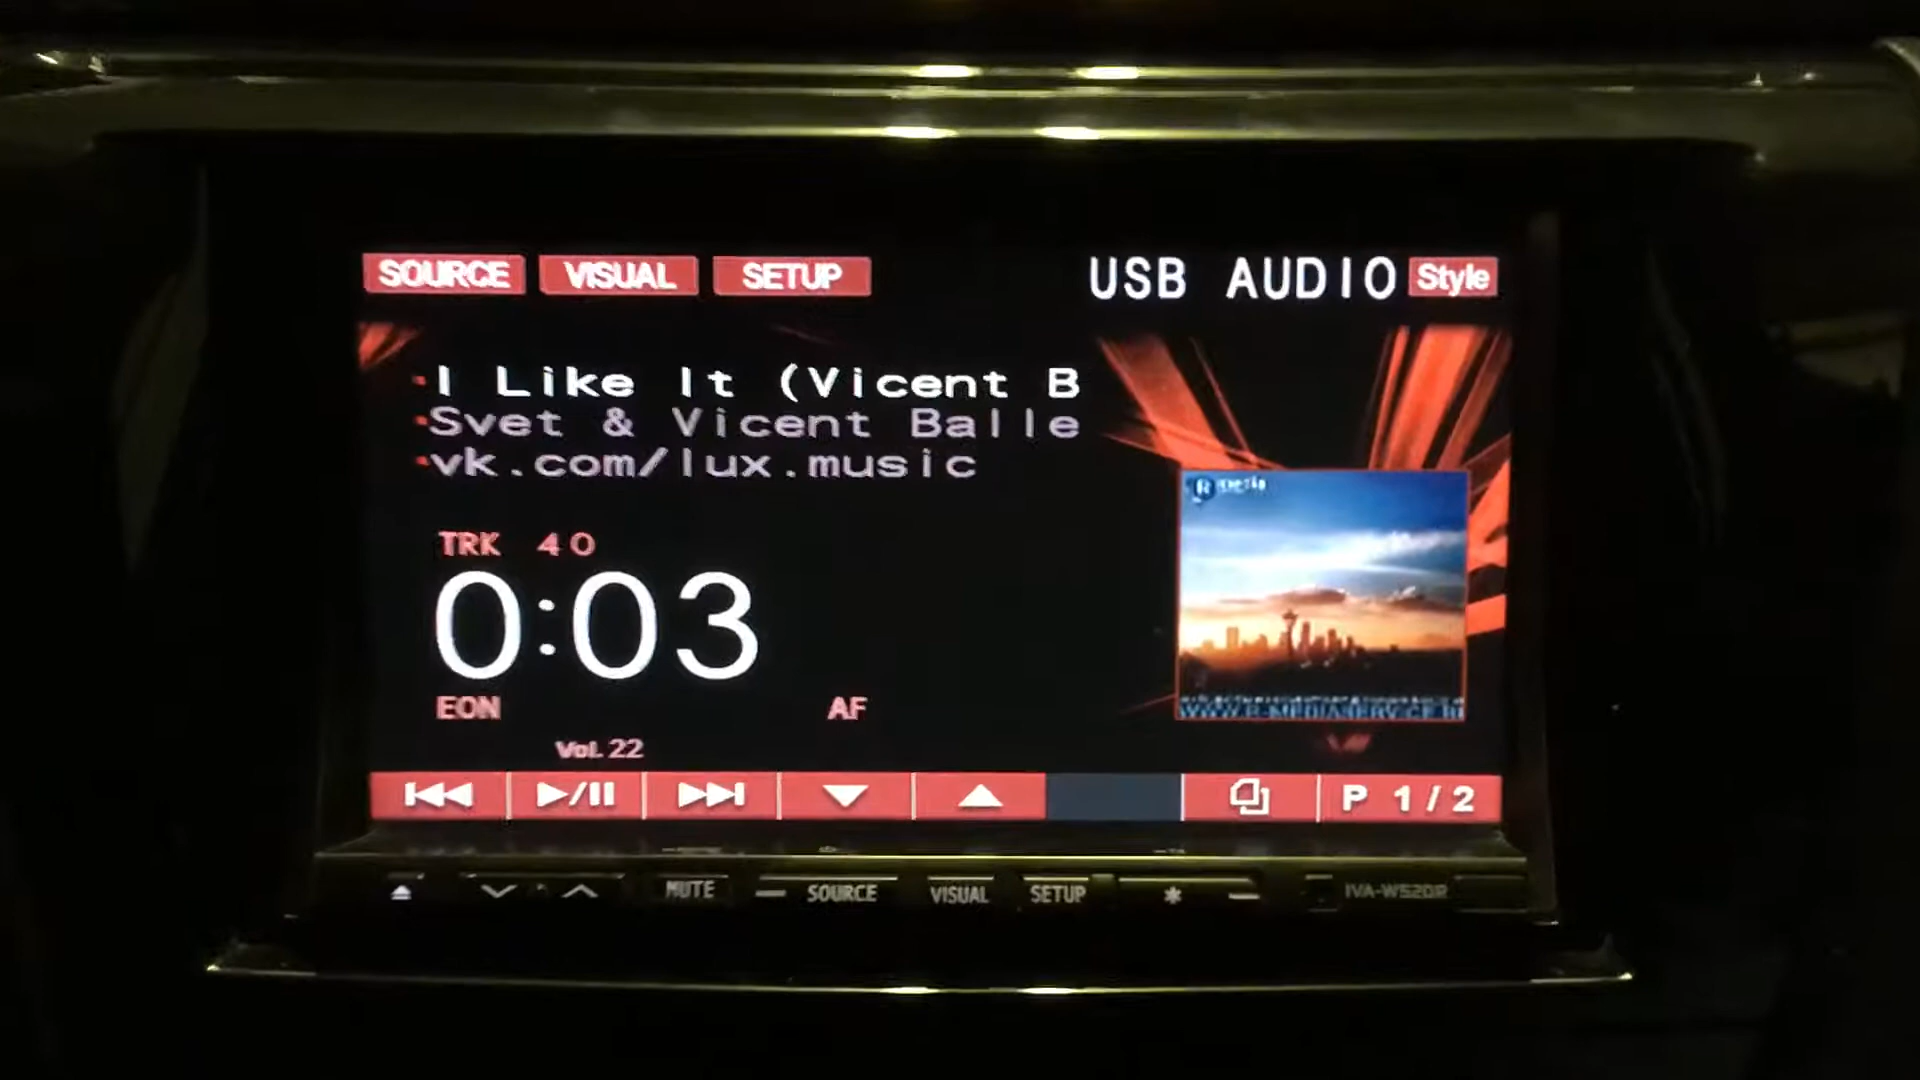 SOURCE VISUAL SETUP USB AUDIO Style
I Like It (Vicent B
Svet & Vicent Balle
vk.com/lux.music
TRK 40
0:03
EON AF
Vol. 22
P 1/2
MUTE SOURCE VISUAL SETUP * IVA-W520R